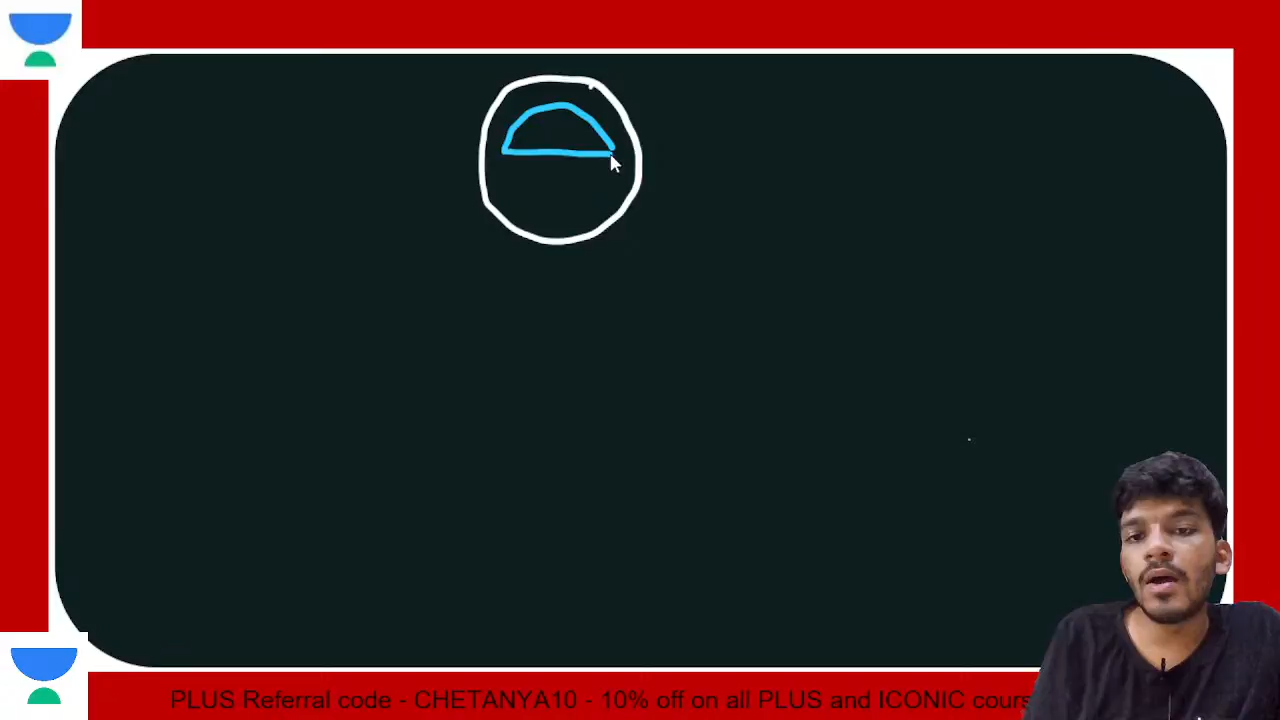 PLUS Referral code - CHETANYA10 - 10% off on all PLUS and ICONIC cours